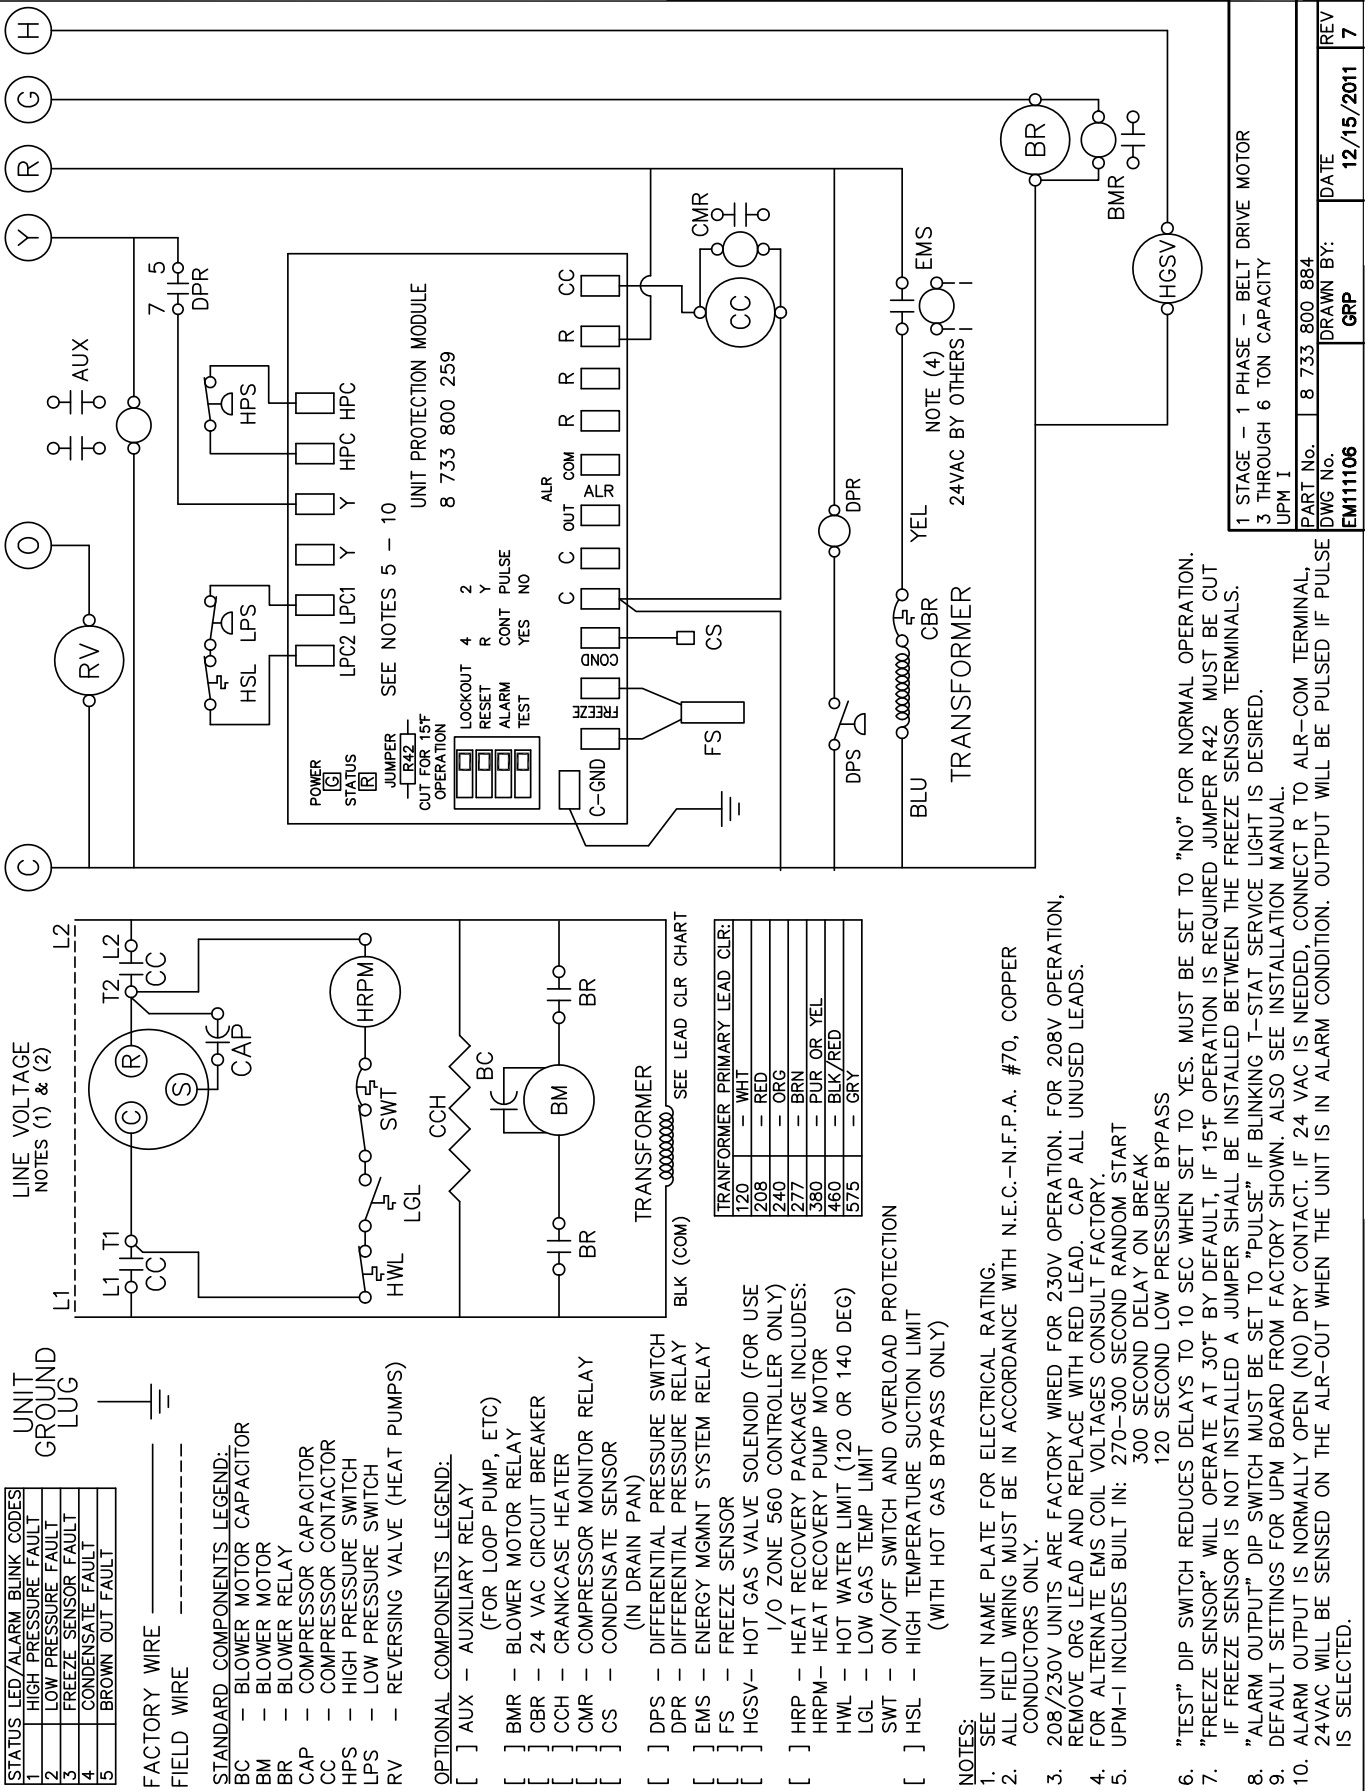 STATUS LED/ALARM BLINK CODES
1 HIGH PRESSURE FAULT
2 LOW PRESSURE FAULT
3 FREEZE SENSOR FAULT
4 CONDENSATE FAULT
5 BROWN OUT FAULT
UNIT
GROUND
LUG
FACTORY WIRE
FIELD WIRE
STANDARD COMPONENTS LEGEND:
BC – BLOWER MOTOR CAPACITOR
BM – BLOWER MOTOR
BR – BLOWER RELAY
CAP – COMPRESSOR CAPACITOR
CC – COMPRESSOR CONTACTOR
HPS – HIGH PRESSURE SWITCH
LPS – LOW PRESSURE SWITCH
RV – REVERSING VALVE (HEAT PUMPS)
OPTIONAL COMPONENTS LEGEND:
[ ] AUX – AUXILIARY RELAY
(FOR LOOP PUMP, ETC)
[ ] BMR – BLOWER MOTOR RELAY
[ ] CBR – 24 VAC CIRCUIT BREAKER
[ ] CCH – CRANKCASE HEATER
[ ] CMR – COMPRESSOR MONITOR RELAY
[ ] CS – CONDENSATE SENSOR
(IN DRAIN PAN)
[ ] DPS – DIFFERENTIAL PRESSURE SWITCH
DPR – DIFFERENTIAL PRESSURE RELAY
[ ] EMS – ENERGY MGMNT SYSTEM RELAY
[ ] FS – FREEZE SENSOR
[ ] HGSV– HOT GAS VALVE SOLENOID (FOR USE
I/O ZONE 560 CONTROLLER ONLY)
[ ] HRP – HEAT RECOVERY PACKAGE INCLUDES:
HRPM– HEAT RECOVERY PUMP MOTOR
HWL – HOT WATER LIMIT (120 OR 140 DEG)
LGL – LOW GAS TEMP LIMIT
SWT – ON/OFF SWITCH AND OVERLOAD PROTECTION
[ ] HSL – HIGH TEMPERATURE SUCTION LIMIT
(WITH HOT GAS BYPASS ONLY)
NOTES:
1. SEE UNIT NAME PLATE FOR ELECTRICAL RATING.
2. ALL FIELD WIRING MUST BE IN ACCORDANCE WITH N.E.C.–N.F.P.A. #70, COPPER
CONDUCTORS ONLY.
3. 208/230V UNITS ARE FACTORY WIRED FOR 230V OPERATION. FOR 208V OPERATION,
REMOVE ORG LEAD AND REPLACE WITH RED LEAD. CAP ALL UNUSED LEADS.
4. FOR ALTERNATE EMS COIL VOLTAGES CONSULT FACTORY.
5. UPM–I INCLUDES BUILT IN: 270–300 SECOND RANDOM START
300 SECOND DELAY ON BREAK
120 SECOND LOW PRESSURE BYPASS
6. "TEST" DIP SWITCH REDUCES DELAYS TO 10 SEC WHEN SET TO YES. MUST BE SET TO "NO" FOR NORMAL OPERATION.
7. "FREEZE SENSOR" WILL OPERATE AT 30°F BY DEFAULT, IF 15°F OPERATION IS REQUIRED JUMPER R42 MUST BE CUT
IF FREEZE SENSOR IS NOT INSTALLED A JUMPER SHALL BE INSTALLED BETWEEN THE FREEZE SENSOR TERMINALS.
8. "ALARM OUTPUT" DIP SWITCH MUST BE SET TO "PULSE" IF BLINKING T–STAT SERVICE LIGHT IS DESIRED.
9. DEFAULT SETTINGS FOR UPM BOARD FROM FACTORY SHOWN. ALSO SEE INSTALLATION MANUAL.
10. ALARM OUTPUT IS NORMALLY OPEN (NO) DRY CONTACT. IF 24 VAC IS NEEDED, CONNECT R TO ALR–COM TERMINAL,
24VAC WILL BE SENSED ON THE ALR–OUT WHEN THE UNIT IS IN ALARM CONDITION. OUTPUT WILL BE PULSED IF PULSE
IS SELECTED.
LINE VOLTAGE
NOTES (1) & (2)
L1
L2
L1 T1
CC
C
R
S
T2 L2
CC
CAP
HWL
LGL
SWT
HRPM
CCH
BC
BR
BM
BR
TRANSFORMER
BLK (COM)
SEE LEAD CLR CHART
TRANFORMER PRIMARY LEAD CLR:
120 – WHT
208 – RED
240 – ORG
277 – BRN
380 – PUR OR YEL
460 – BLK/RED
575 – GRY
C
O
Y
R
G
H
RV
AUX
7 5
DPR
HSL LPS
HPS
LPC2 LPC1 Y Y HPC HPC
SEE NOTES 5 – 10
UNIT PROTECTION MODULE
8 733 800 259
POWER
G
STATUS
R
JUMPER
R42
CUT FOR 15°F
OPERATION
LOCKOUT 4 2
RESET R Y
ALARM CONT PULSE
TEST YES NO
C-GND
FREEZE
COND
C C
ALR
OUT COM
ALR
R R R CC
FS
CS
CMR
CC
DPS
DPR
BLU
CBR
YEL
TRANSFORMER
EMS
NOTE (4)
24VAC BY OTHERS
BR
BMR
HGSV
1 STAGE – 1 PHASE – BELT DRIVE MOTOR
3 THROUGH 6 TON CAPACITY
UPM I
PART No. 8 733 800 884
DWG No. DRAWN BY: DATE REV
EM111106 GRP 12/15/2011 7